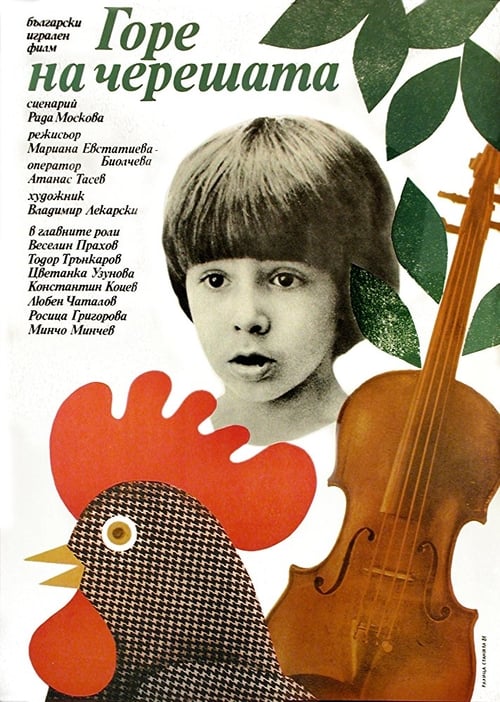 български
игрален
филм
Горе
на черешата
сценарий
Рада Москова
режисьор
Мариана Евстатиева-
Биолчева
оператор
Атанас Тасев
художник
Владимир Лекарски
в главните роли
Веселин Прахов
Тодор Трънкаров
Цветанка Узунова
Константин Коцев
Любен Чаталов
Росица Григорова
Минчо Минчев